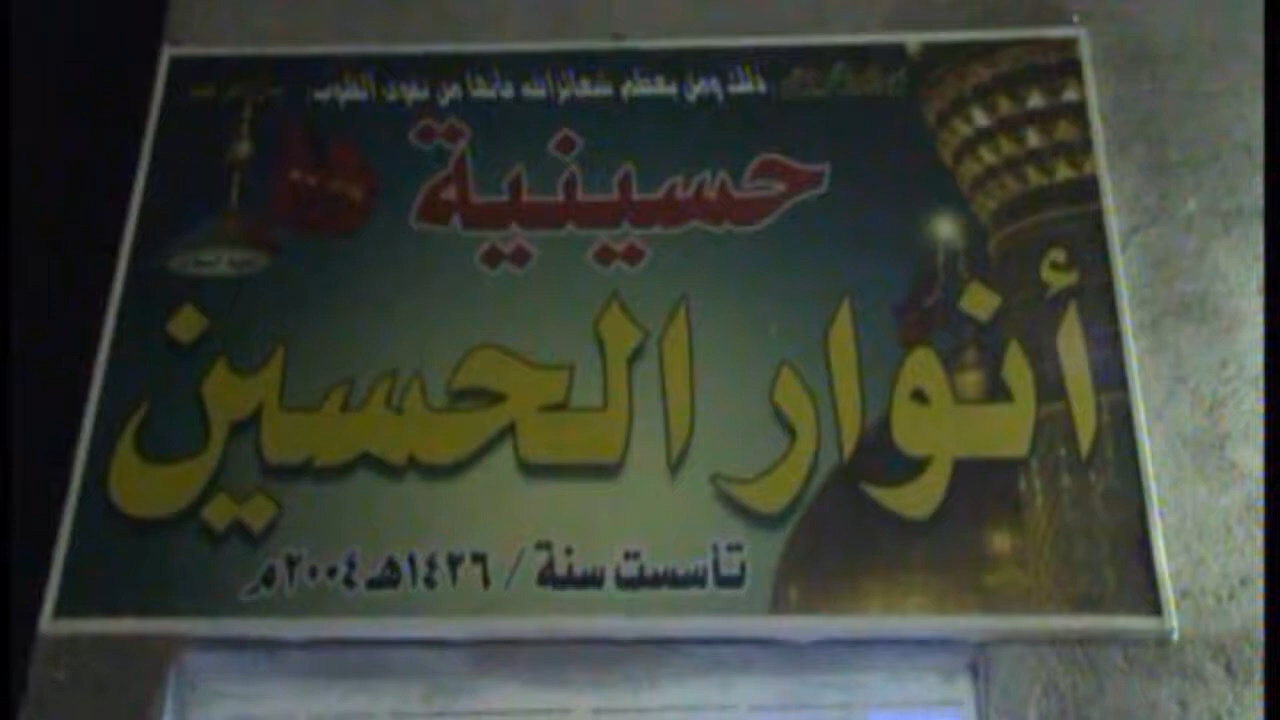 ذلك ومن يعظم شعائر الله فإنها من تقوى القلوب
حسينية
أنوار الحسين
تأسست سنة / ١٤٢٦هـ ٢٠٠٤م